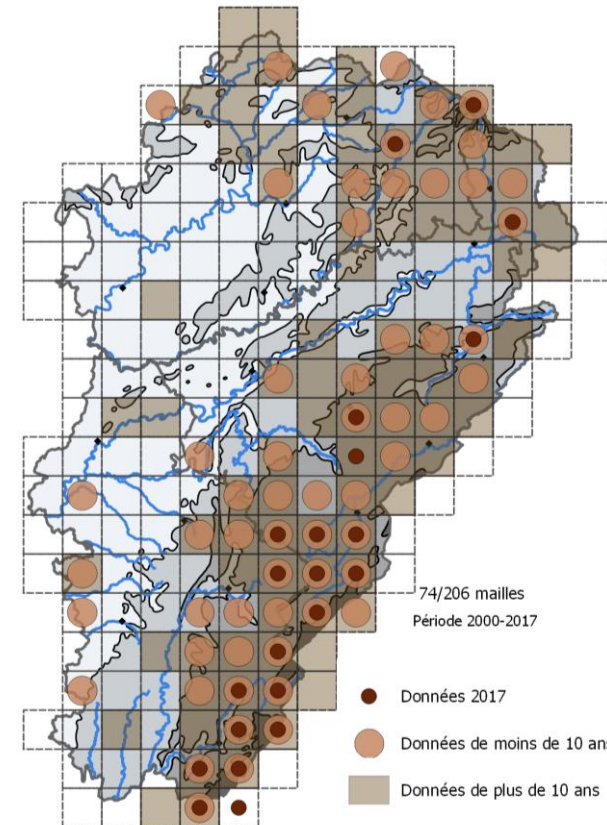 74/206 mailles
Période 2000-2017
Données 2017
Données de moins de 10 ans
Données de plus de 10 ans